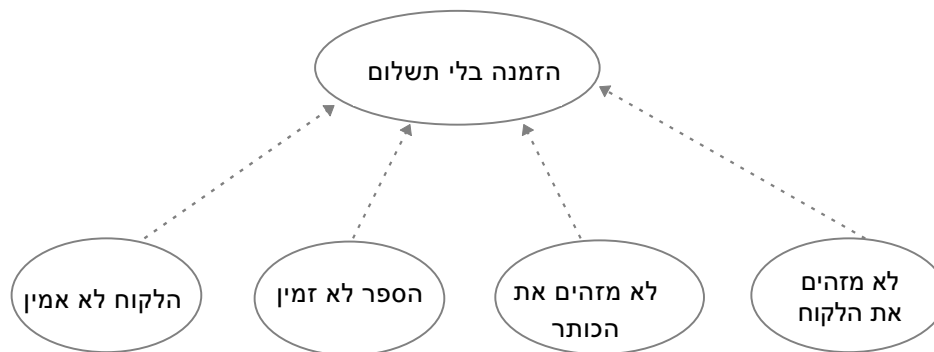 הזמנה בלי תשלום
לא מזהים
את הלקוח
לא מזהים את
הכותר
הספר לא זמין
הלקוח לא אמין